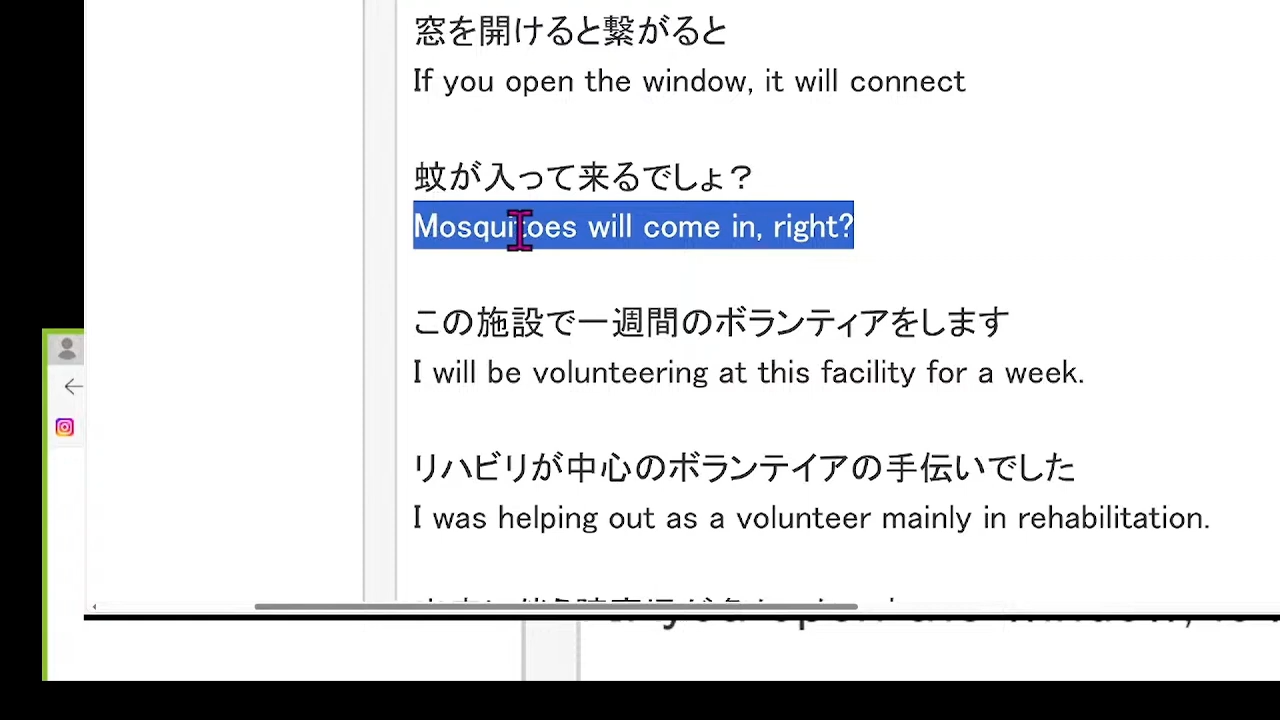 窓を開けると繋がると
If you open the window, it will connect
蚊が入って来るでしょ？
Mosquitoes will come in, right?
この施設で一週間のボランティアをします
I will be volunteering at this facility for a week.
リハビリが中心のボランテイアの手伝いでした
I was helping out as a volunteer mainly in rehabilitation.